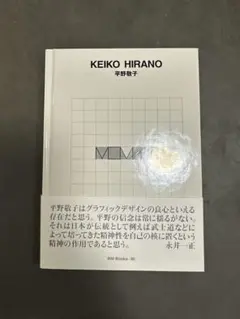 KEIKO HIRANO
平野敬子
平野敬子はグラフィックデザインの良心といえる
存在だと思う。平野の信念は常に揺るがない。
それは日本が伝統として例えば武士道などに
よって切ってきた精神性を自己の核に置くという
精神の作用であると思う。
永井一正